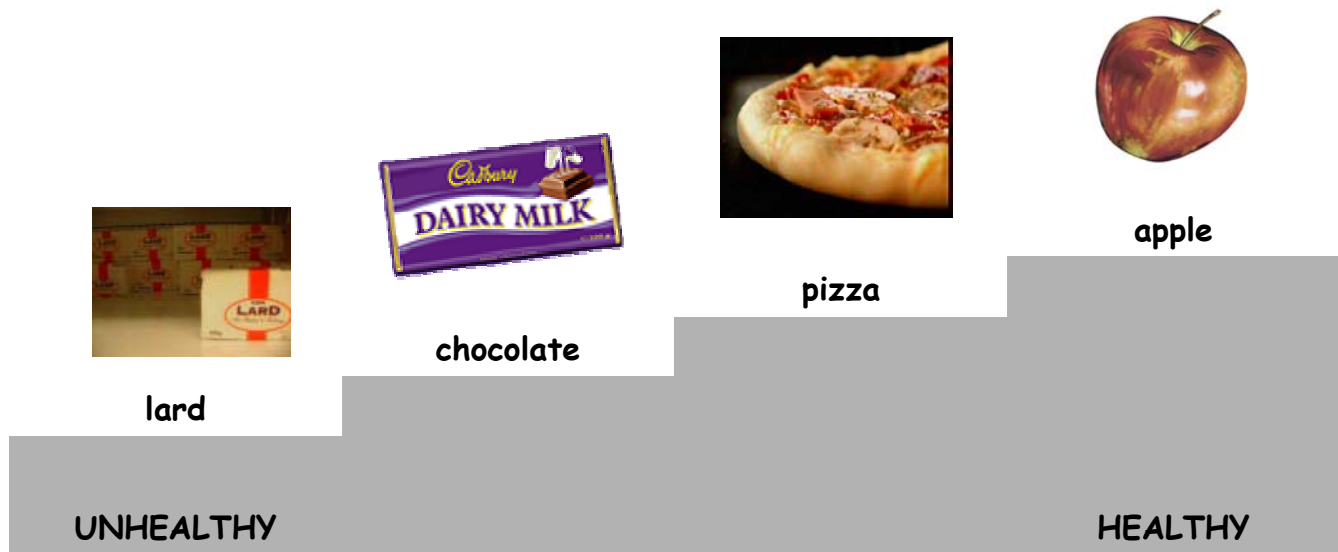 apple
pizza
Cadbury
DAIRY MILK
chocolate
LARD
lard
UNHEALTHY
HEALTHY